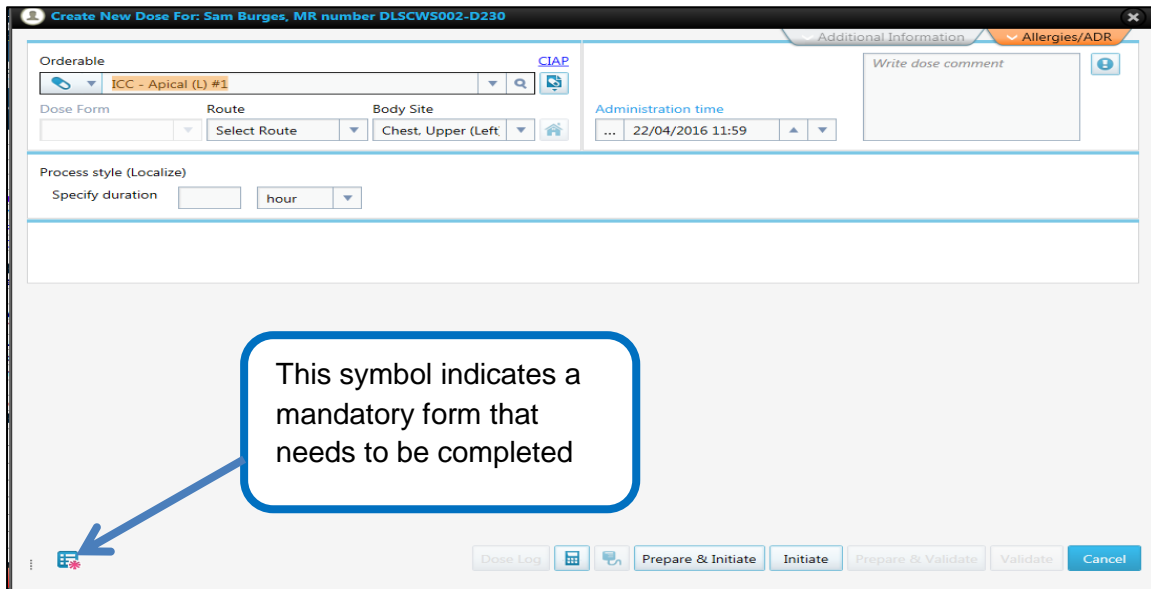 Create New Dose For: Sam Burges, MR number DLSCWS002-D230
Additional Information
Allergies/ADR
Orderable
CIAP
ICC - Apical (L) #1
Dose Form
Route
Body Site
Select Route
Chest, Upper (Left
Administration time
... 22/04/2016 11:59
Write dose comment
Process style (Localize)
Specify duration
hour
This symbol indicates a
mandatory form that
needs to be completed
Dose Log
Prepare & Initiate
Initiate
Prepare & Validate
Validate
Cancel